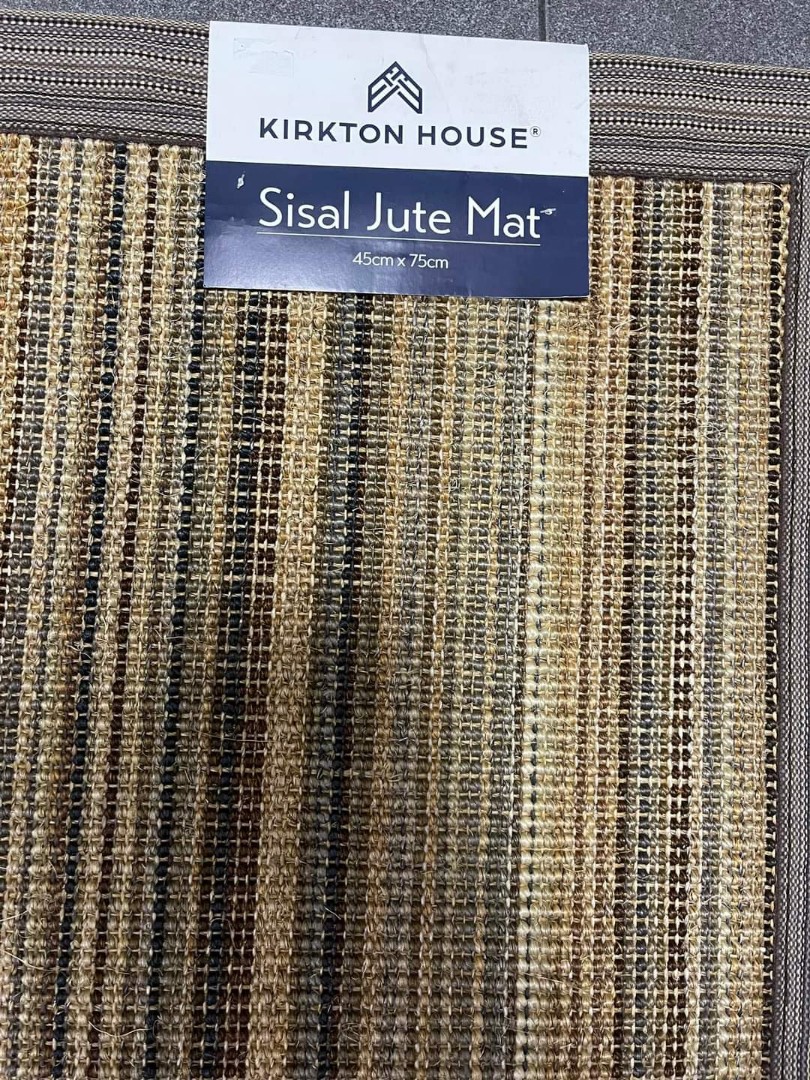 KIRKTON HOUSE®
Sisal Jute Mat
45cm x 75cm